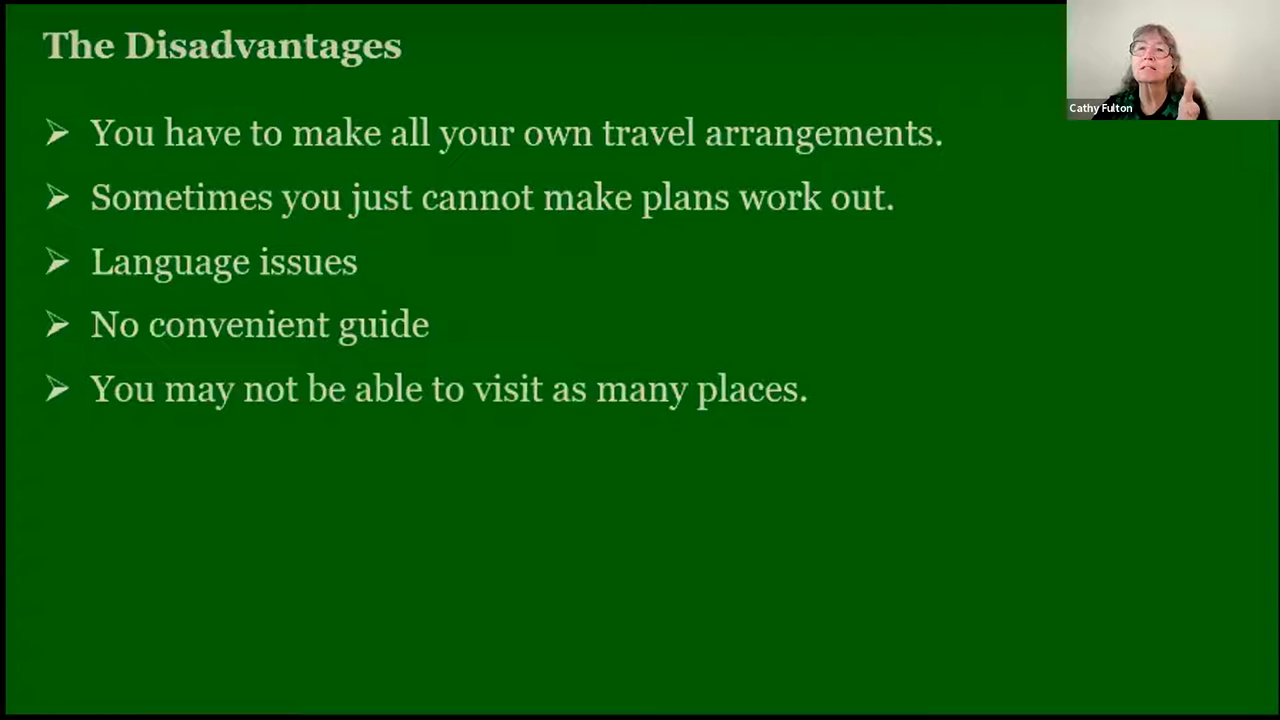 The Disadvantages
Cathy Fulton
➢ You have to make all your own travel arrangements.
➢ Sometimes you just cannot make plans work out.
➢ Language issues
➢ No convenient guide
➢ You may not be able to visit as many places.